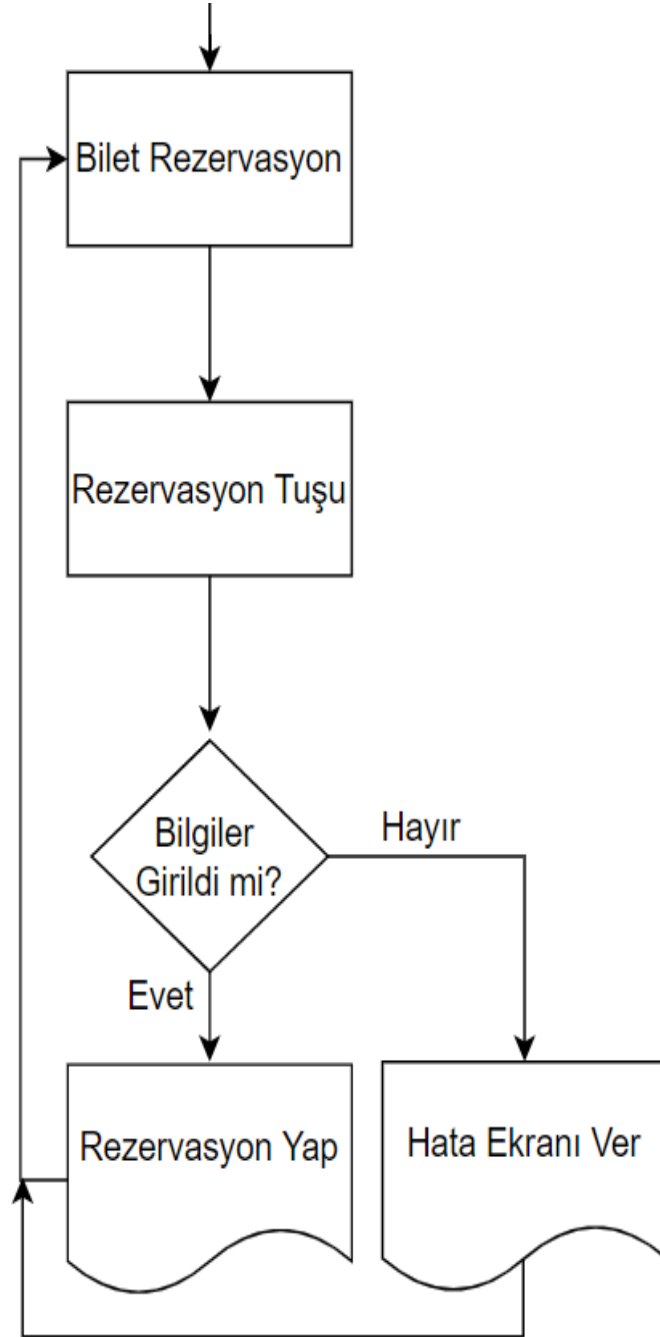 Bilet Rezervasyon
Rezervasyon Tuşu
Bilgiler
Girildi mi?
Hayır
Evet
Rezervasyon Yap
Hata Ekranı Ver